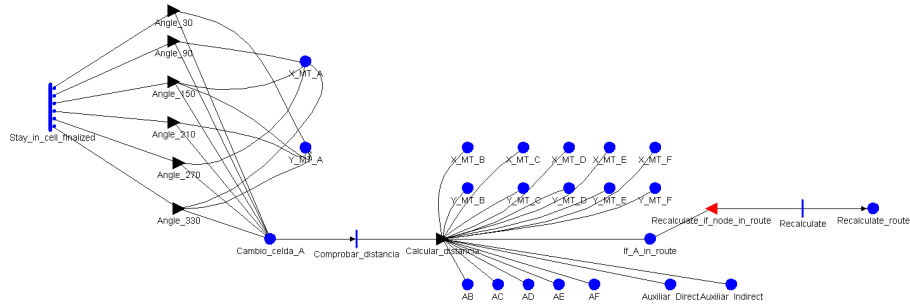 Angle_30
Angle_90
X_MT_A
Angle_150
Angle_210
Stay_in_cell_finalized
Y_MT_A
Angle_270
Angle_330
X_MT_B
X_MT_C
X_MT_D
X_MT_E
X_MT_F
Y_MT_B
Y_MT_C
Y_MT_D
Y_MT_E
Y_MT_F
Recalculate_if_node_in_route
Recalculate
Recalculate_route
Cambio_celda_A
Comprobar_distancia
Calcular_distancia
If_A_in_route
AB
AC
AD
AE
AF
Auxiliar_Direct
Auxiliar_Indirect